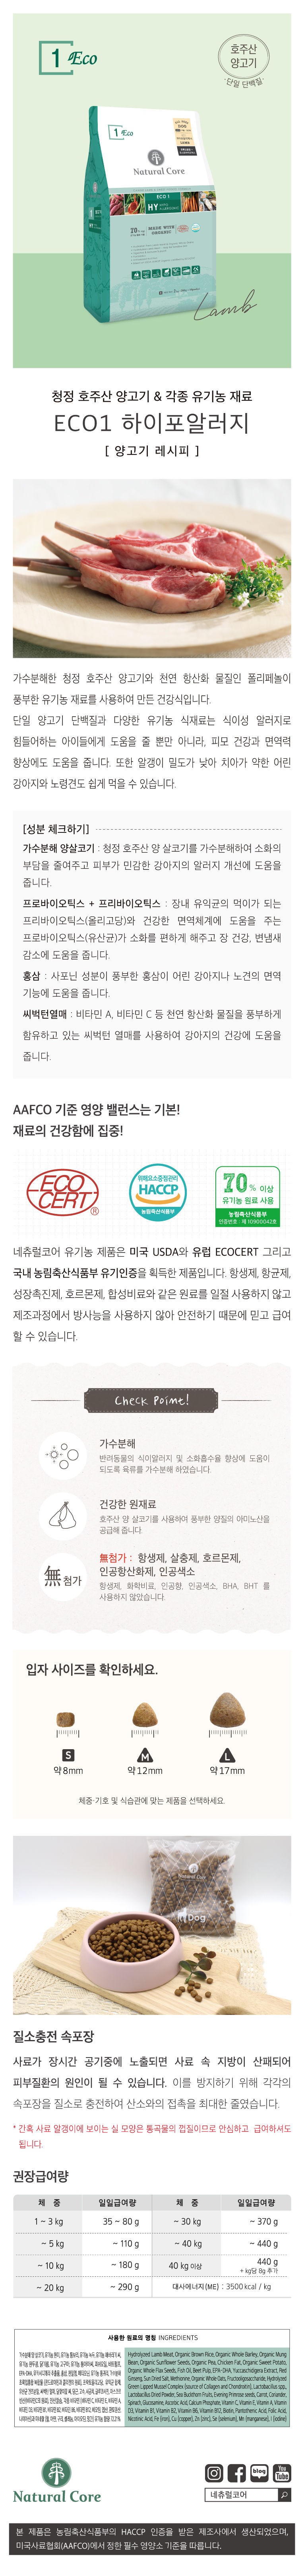 1 Eco
호주산
양고기
단일 단백질
1 Eco
Natural Core
ECO 1
HY
MADE WITH
ORGANIC
Lamb
청정 호주산 양고기 & 각종 유기농 재료
ECO1 하이포알러지
[ 양고기 레시피 ]
가수분해한 청정 호주산 양고기와 천연 항산화 물질인 폴리페놀이
풍부한 유기농 재료를 사용하여 만든 건강식입니다.
단일 양고기 단백질과 다양한 유기농 식재료는 식이성 알러지로
힘들어하는 아이들에게 도움을 줄 뿐만 아니라, 피모 건강과 면역력
향상에도 도움을 줍니다. 또한 알갱이 밀도가 낮아 치아가 약한 어린
강아지와 노령견도 쉽게 먹을 수 있습니다.
[성분 체크하기]
가수분해 양살코기 : 청정 호주산 양 살코기를 가수분해하여 소화의
부담을 줄여주고 피부가 민감한 강아지의 알러지 개선에 도움을
줍니다.
프로바이오틱스 + 프리바이오틱스 : 장내 유익균의 먹이가 되는
프리바이오틱스(올리고당)와 건강한 면역체계에 도움을 주는
프로바이오틱스(유산균)가 소화를 편하게 해주고 장 건강, 변냄새
감소에 도움을 줍니다.
홍삼 : 사포닌 성분이 풍부한 홍삼이 어린 강아지나 노견의 면역
기능에 도움을 줍니다.
씨벅턴열매 : 비타민 A, 비타민 C 등 천연 항산화 물질을 풍부하게
함유하고 있는 씨벅턴 열매를 사용하여 강아지의 건강에 도움을
줍니다.
AAFCO 기준 영양 밸런스는 기본!
재료의 건강함에 집중!
ECO CERT ®
위해요소중점관리
HACCP
농림축산식품부
70 % 이상
유기농 원료 사용
농림축산식품부
인증번호 : 제 10900042호
네츄럴코어 유기농 제품은 미국 USDA와 유럽 ECOCERT 그리고
국내 농림축산식품부 유기인증을 획득한 제품입니다. 항생제, 항균제,
성장촉진제, 호르몬제, 합성비료와 같은 원료를 일절 사용하지 않고
제조과정에서 방사능을 사용하지 않아 안전하기 때문에 믿고 급여
할 수 있습니다.
Check Point!
가수분해
반려동물의 식이알러지 및 소화흡수율 향상에 도움이
되도록 육류를 가수분해 하였습니다.
건강한 원재료
호주산 양 살코기를 사용하여 풍부한 양질의 아미노산을
공급해 줍니다.
無첨가
無첨가 : 항생제, 살충제, 호르몬제,
인공항산화제, 인공색소
항생제, 화학비료, 인공향, 인공색소, BHA, BHT 를
사용하지 않았습니다.
입자 사이즈를 확인하세요.
S
M
L
약8mm
약12mm
약17mm
체중·기호 및 식습관에 맞는 제품을 선택하세요.
Natural Core
Dog
질소충전 속포장
사료가 장시간 공기중에 노출되면 사료 속 지방이 산패되어
피부질환의 원인이 될 수 있습니다. 이를 방지하기 위해 각각의
속포장을 질소로 충전하여 산소와의 접촉을 최대한 줄였습니다.
* 간혹 사료 알갱이에 보이는 실 모양은 통곡물의 껍질이므로 안심하고 급여하셔도
됩니다.
권장급여량
체 중 일일급여량 체 중 일일급여량
1 ~ 3 kg 35 ~ 80 g ~ 30 kg ~ 370 g
~ 5 kg ~ 110 g ~ 40 kg ~ 440 g
~ 10 kg ~ 180 g 40 kg 이상 440 g
+ kg당 8g 추가
~ 20 kg ~ 290 g 대사에너지(ME) : 3500 kcal / kg
사용한 원료의 명칭 INGREDIENTS
Hydrolyzed Lamb Meat, Organic Brown Rice, Organic Whole Barley, Organic Mung
Bean, Organic Sunflower Seeds, Organic Pea, Chicken Fat, Organic Sweet Potato,
Organic Whole Flax Seeds, Fish Oil, Beet Pulp, EPA-DHA, Yuccaschidigera Extract, Red
Ginseng, Sun Dried Salt, Methionine, Organic Whole Oats, Fructooligosaccharide, Hydrolyzed
Green Lipped Mussel Complex (source of Collagen and Chondroitin), Lactobacillus spp.,
Lactobacillus Dried Powder, Sea Buckthorn Fruits, Evening Primrose seeds, Carrot, Coriander,
Spinach, Glucosamine, Ascorbic Acid, Calcium Phosphate, Vitamin C, Vitamin E, Vitamin A, Vitamin
D3, Vitamin B1, Vitamin B2, Vitamin B6, Vitamin B12, Biotin, Pantothenic Acid, Folic Acid,
Nicotinic Acid, Fe (iron), Cu (copper), Zn (zinc), Se (selenium), Mn (manganese), I (iodine)
Natural Core
blog
You Tube
네츄럴코어
본 제품은 농림축산식품부의 HACCP 인증을 받은 제조사에서 생산되었으며,
미국사료협회(AAFCO)에서 정한 필수 영양소 기준을 따릅니다.